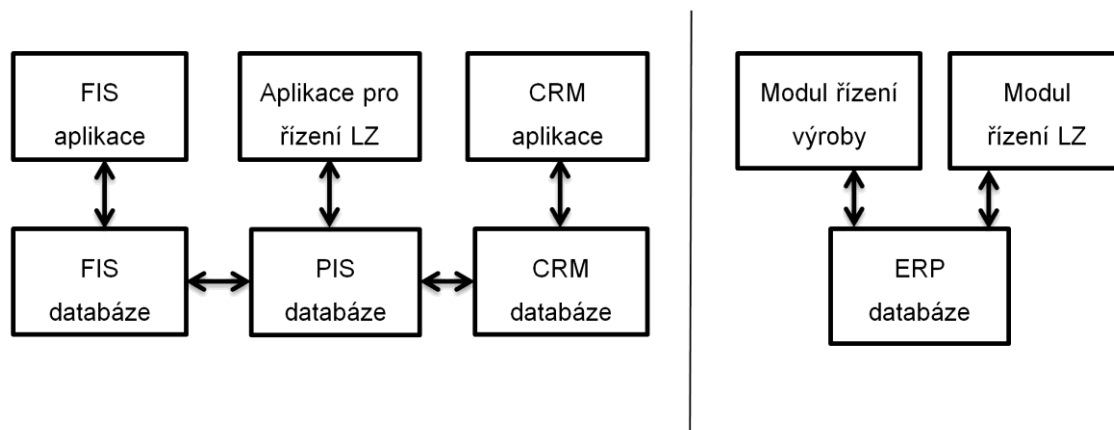 FIS
aplikace
Aplikace pro
řízení LZ
CRM
aplikace
Modul řízení
výroby
Modul
řízení LZ
FIS
databáze
PIS
databáze
CRM
databáze
ERP
databáze